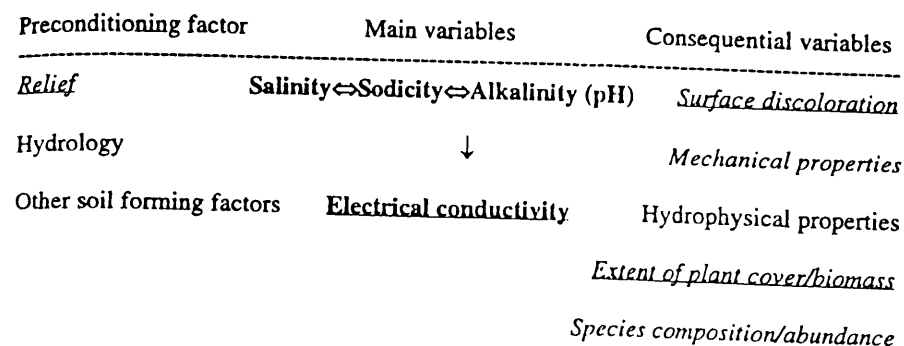 Preconditioning factor Main variables Consequential variables
Relief Salinity⇔Sodicity⇔Alkalinity (pH) Surface discoloration
Hydrology ↓ Mechanical properties
Other soil forming factors Electrical conductivity Hydrophysical properties
Extent of plant cover/biomass
Species composition/abundance